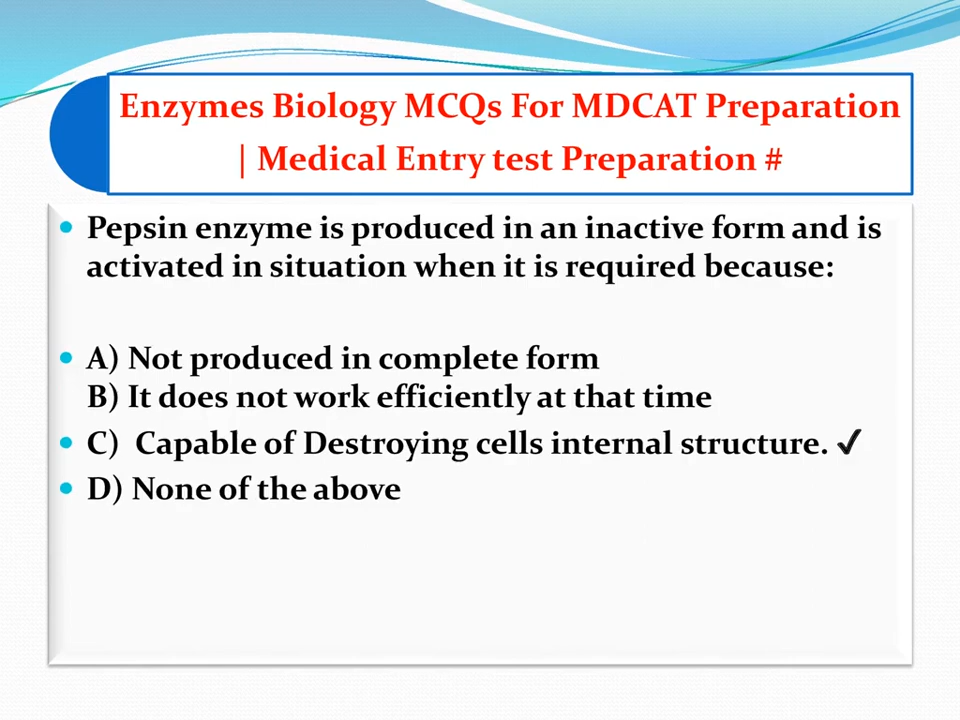 Enzymes Biology MCQs For MDCAT Preparation
| Medical Entry test Preparation #
• Pepsin enzyme is produced in an inactive form and is
activated in situation when it is required because:
• A) Not produced in complete form
B) It does not work efficiently at that time
• C)  Capable of Destroying cells internal structure. ✓
• D) None of the above